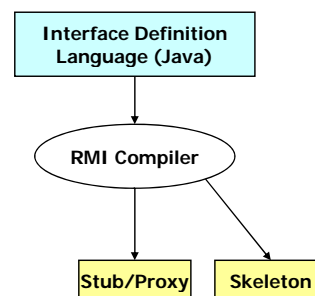 Interface Definition
Language (Java)
RMI Compiler
Stub/Proxy
Skeleton